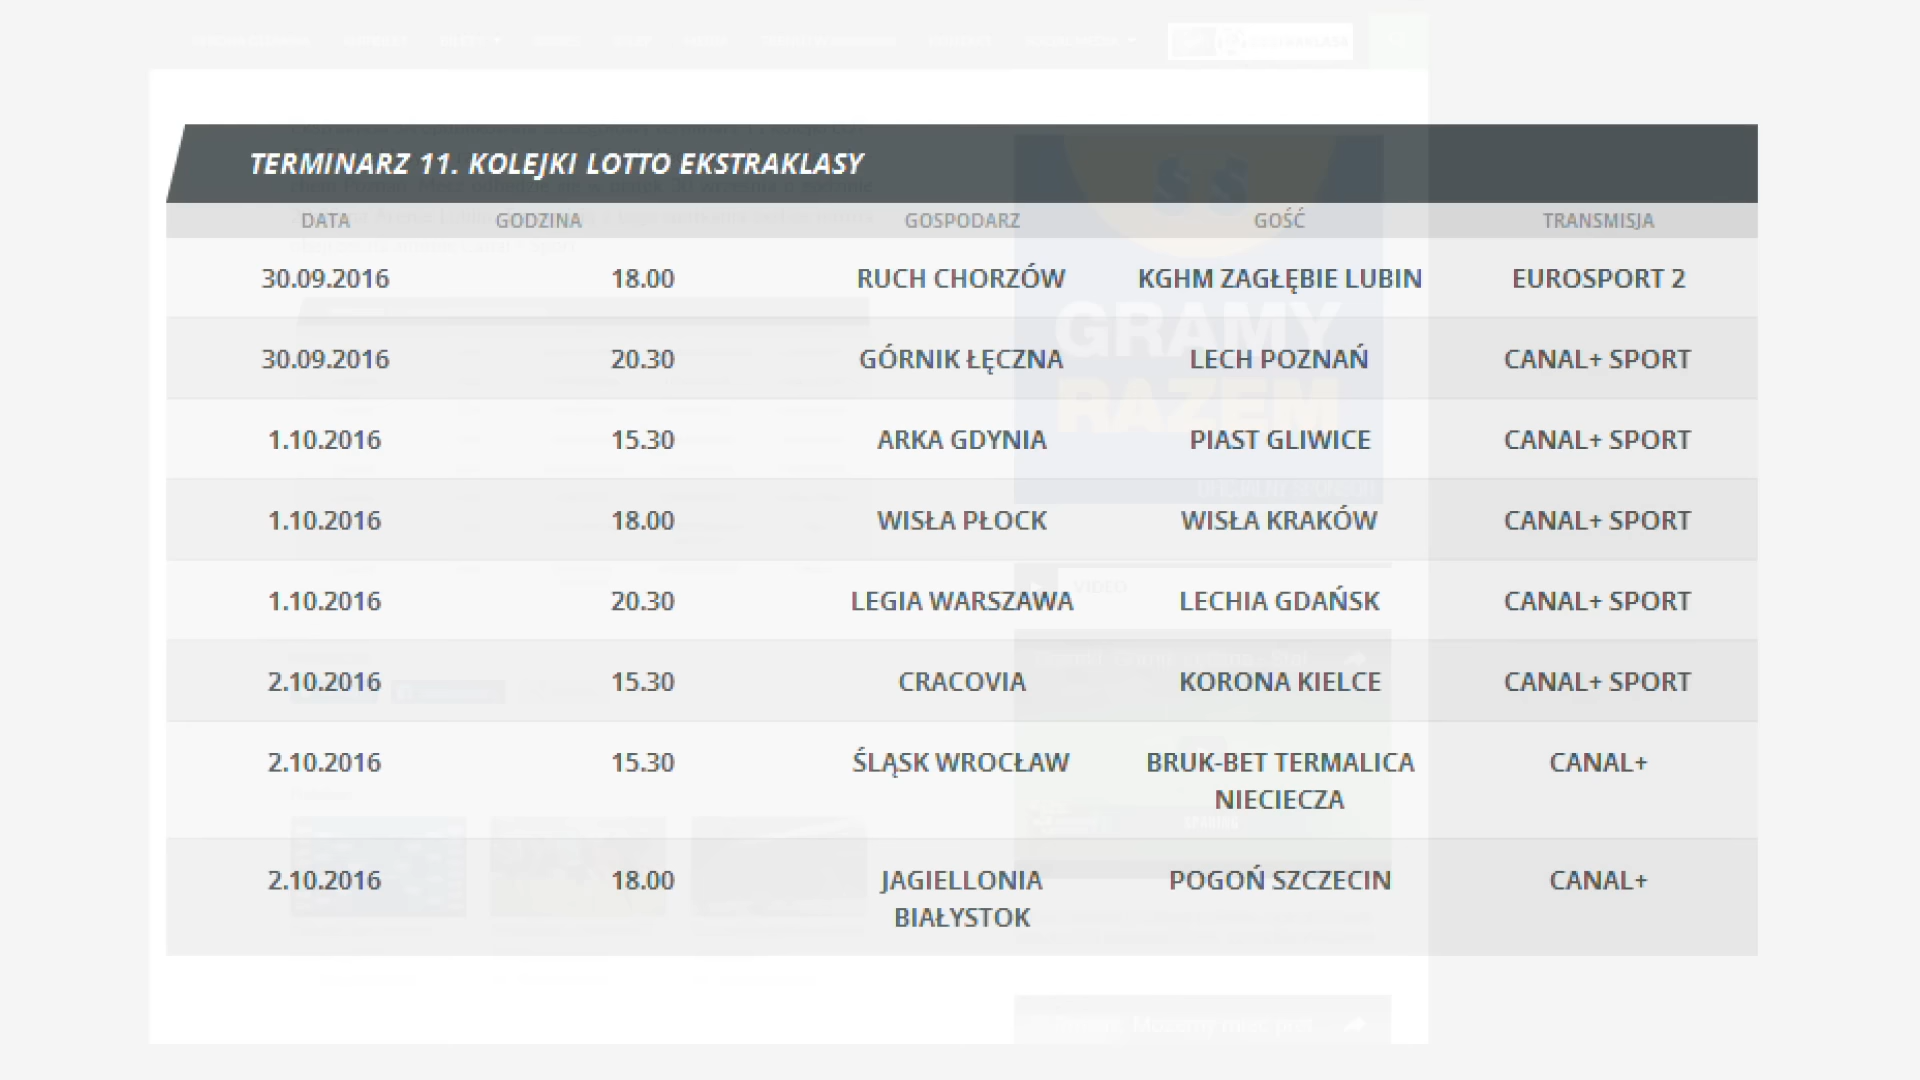 TERMINARZ 11. KOLEJKI LOTTO EKSTRAKLASY
DATA GODZINA GOSPODARZ GOŚĆ TRANSMISJA
30.09.2016 18.00 RUCH CHORZÓW KGHM ZAGŁĘBIE LUBIN EUROSPORT 2
30.09.2016 20.30 GÓRNIK ŁĘCZNA LECH POZNAŃ CANAL+ SPORT
1.10.2016 15.30 ARKA GDYNIA PIAST GLIWICE CANAL+ SPORT
1.10.2016 18.00 WISŁA PŁOCK WISŁA KRAKÓW CANAL+ SPORT
1.10.2016 20.30 LEGIA WARSZAWA LECHIA GDAŃSK CANAL+ SPORT
2.10.2016 15.30 CRACOVIA KORONA KIELCE CANAL+ SPORT
2.10.2016 15.30 ŚLĄSK WROCŁAW BRUK-BET TERMALICA CANAL+
NIECIECZA
2.10.2016 18.00 JAGIELLONIA POGOŃ SZCZECIN CANAL+
BIAŁYSTOK
GRAMY
RAZEM
VIDEO